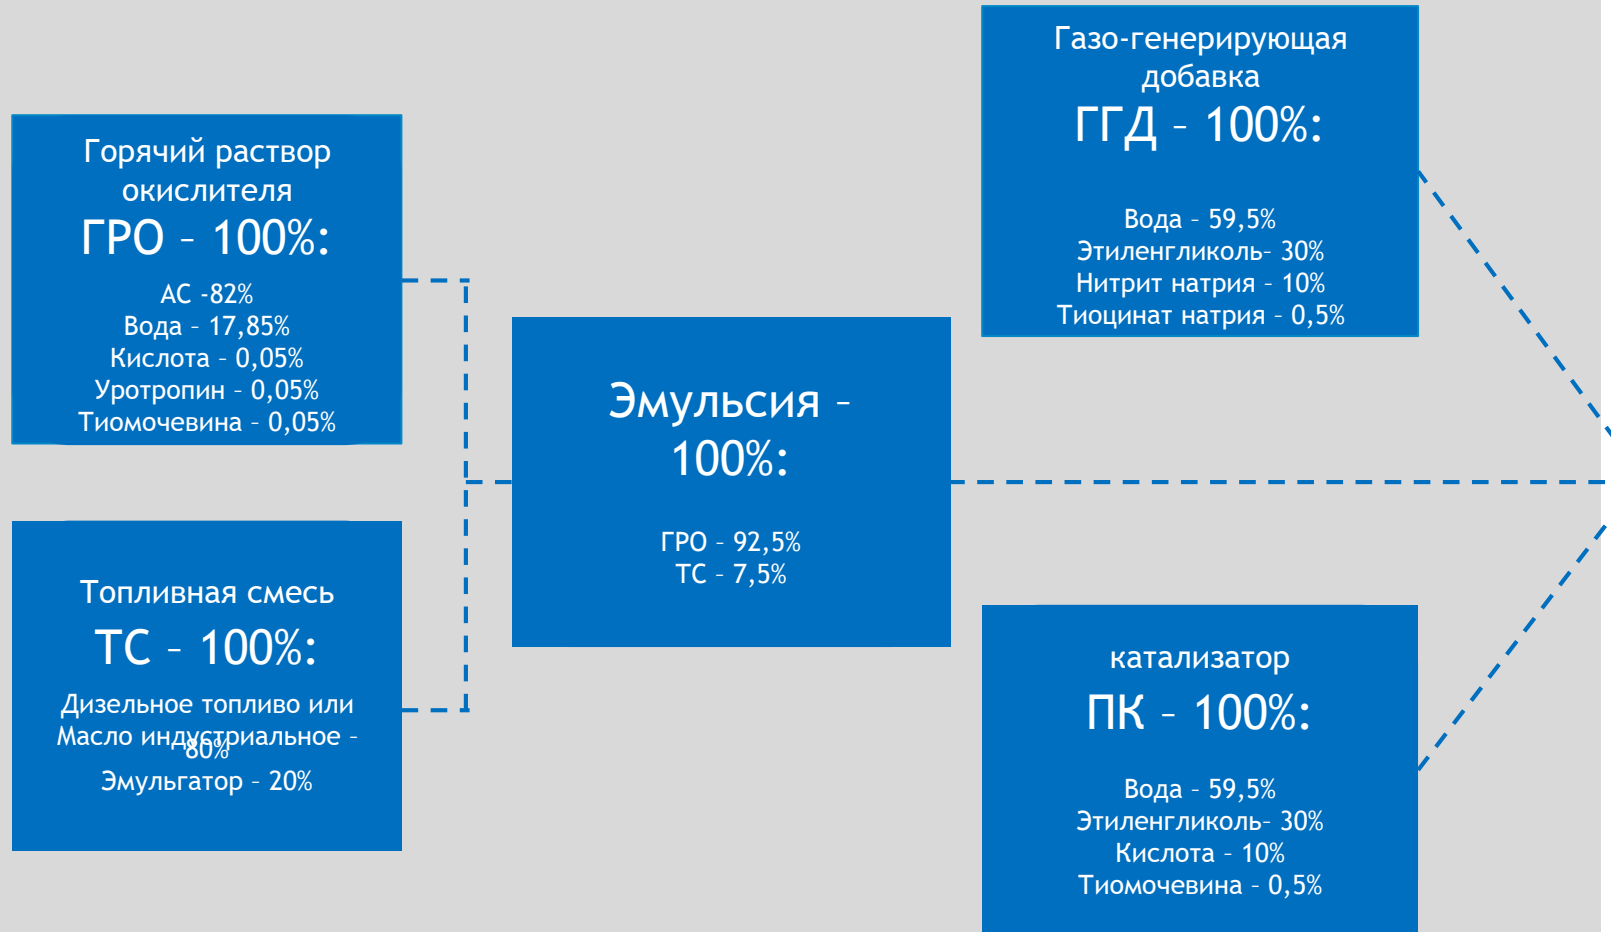 Горячий раствор
окислителя
ГРО – 100%:
АС -82%
Вода – 17,85%
Кислота – 0,05%
Уротропин – 0,05%
Тиомочевина – 0,05%
Топливная смесь
ТС – 100%:
Дизельное топливо или
Масло индустриальное –
80%
Эмульгатор – 20%
Эмульсия –
100%:
ГРО – 92,5%
ТС – 7,5%
Газо-генерирующая
добавка
ГГД – 100%:
Вода – 59,5%
Этиленгликоль– 30%
Нитрит натрия – 10%
Тиоцинат натрия – 0,5%
катализатор
ПК – 100%:
Вода – 59,5%
Этиленгликоль– 30%
Кислота – 10%
Тиомочевина – 0,5%